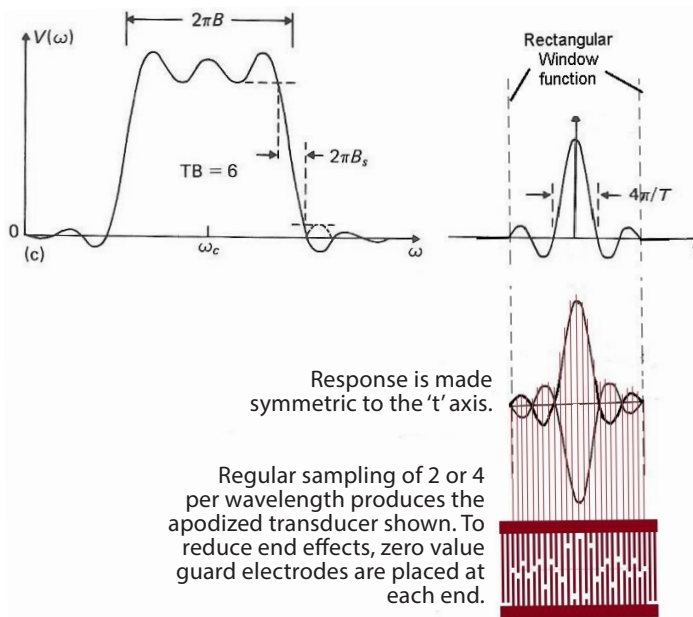 2πB
V(ω)
TB = 6
2πBₛ
0
(c)
ω_c
ω
Rectangular
Window
function
4π/T
Response is made
symmetric to the ‘t’ axis.
Regular sampling of 2 or 4
per wavelength produces the
apodized transducer shown. To
reduce end effects, zero value
guard electrodes are placed at
each end.